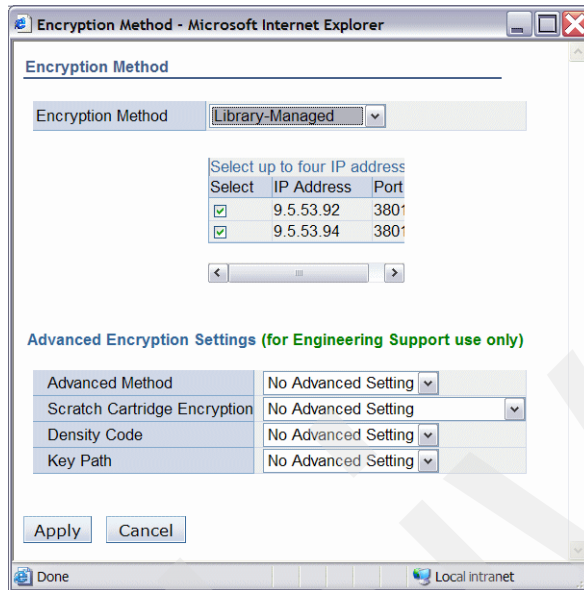 Encryption Method - Microsoft Internet Explorer
Encryption Method
Encryption Method Library-Managed
Select up to four IP address
Select IP Address Port
9.5.53.92 3801
9.5.53.94 3801
Advanced Encryption Settings (for Engineering Support use only)
Advanced Method No Advanced Setting
Scratch Cartridge Encryption No Advanced Setting
Density Code No Advanced Setting
Key Path No Advanced Setting
Apply Cancel
Done Local intranet